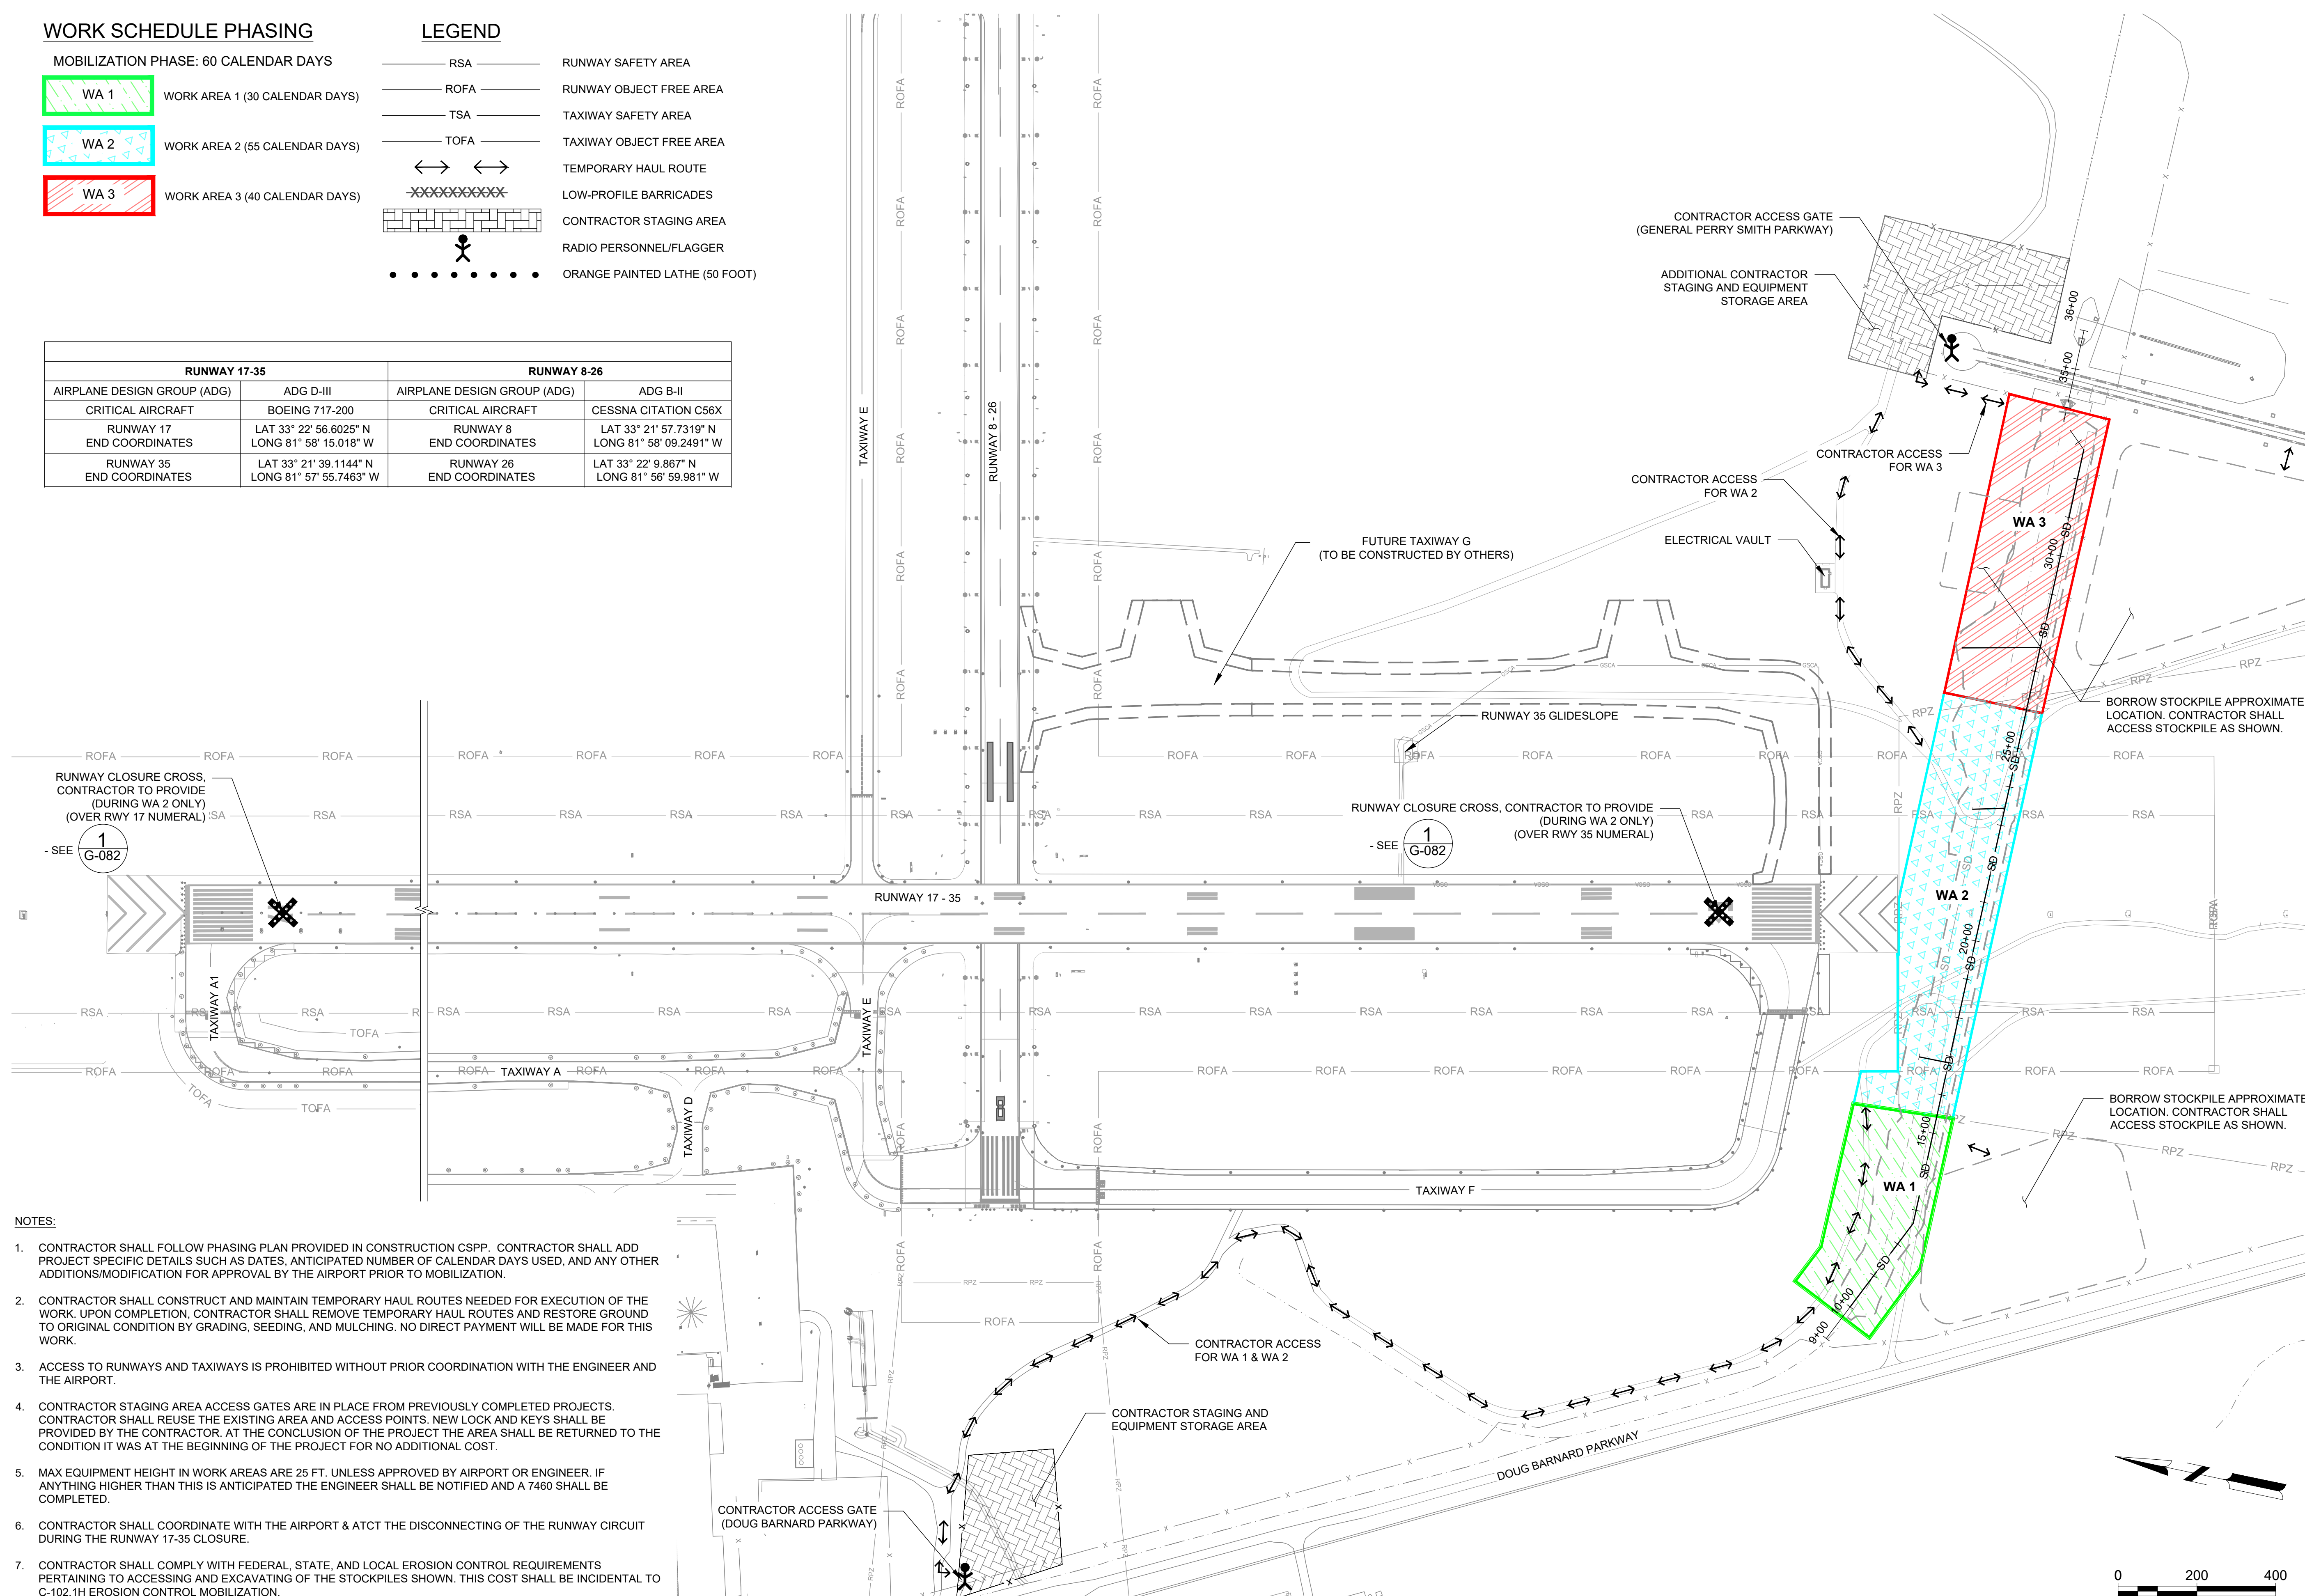 WORK SCHEDULE PHASING
MOBILIZATION PHASE: 60 CALENDAR DAYS
WA 1
WORK AREA 1 (30 CALENDAR DAYS)
WA 2
WORK AREA 2 (55 CALENDAR DAYS)
WA 3
WORK AREA 3 (40 CALENDAR DAYS)
LEGEND
RSA
RUNWAY SAFETY AREA
ROFA
RUNWAY OBJECT FREE AREA
TSA
TAXIWAY SAFETY AREA
TOFA
TAXIWAY OBJECT FREE AREA
TEMPORARY HAUL ROUTE
XXXXXXXXXX
LOW-PROFILE BARRICADES
CONTRACTOR STAGING AREA
RADIO PERSONNEL/FLAGGER
ORANGE PAINTED LATHE (50 FOOT)
RUNWAY 17-35
RUNWAY 8-26
AIRPLANE DESIGN GROUP (ADG)
ADG D-III
AIRPLANE DESIGN GROUP (ADG)
ADG B-II
CRITICAL AIRCRAFT
BOEING 717-200
CRITICAL AIRCRAFT
CESSNA CITATION C56X
RUNWAY 17
END COORDINATES
LAT 33° 22' 56.6025" N
LONG 81° 58' 15.018" W
RUNWAY 8
END COORDINATES
LAT 33° 21' 57.7319" N
LONG 81° 58' 09.2491" W
RUNWAY 35
END COORDINATES
LAT 33° 21' 39.1144" N
LONG 81° 57' 55.7463" W
RUNWAY 26
END COORDINATES
LAT 33° 22' 9.867" N
LONG 81° 56' 59.981" W
TAXIWAY E
RUNWAY 8 - 26
CONTRACTOR ACCESS GATE
(GENERAL PERRY SMITH PARKWAY)
ADDITIONAL CONTRACTOR
STAGING AND EQUIPMENT
STORAGE AREA
36+00
35+00
CONTRACTOR ACCESS
FOR WA 3
CONTRACTOR ACCESS
FOR WA 2
ELECTRICAL VAULT
WA 3
30+00
FUTURE TAXIWAY G
(TO BE CONSTRUCTED BY OTHERS)
RUNWAY 35 GLIDESLOPE
BORROW STOCKPILE APPROXIMATE
LOCATION. CONTRACTOR SHALL
ACCESS STOCKPILE AS SHOWN.
25+00
RUNWAY CLOSURE CROSS,
CONTRACTOR TO PROVIDE
(DURING WA 2 ONLY)
(OVER RWY 17 NUMERAL)
- SEE
1
G-082
RUNWAY CLOSURE CROSS, CONTRACTOR TO PROVIDE
(DURING WA 2 ONLY)
(OVER RWY 35 NUMERAL)
- SEE
1
G-082
RUNWAY 17 - 35
WA 2
20+00
TAXIWAY A1
TAXIWAY E
TAXIWAY A
TAXIWAY D
TAXIWAY F
15+00
WA 1
10+00
9+00
BORROW STOCKPILE APPROXIMATE
LOCATION. CONTRACTOR SHALL
ACCESS STOCKPILE AS SHOWN.
CONTRACTOR ACCESS
FOR WA 1 & WA 2
CONTRACTOR STAGING AND
EQUIPMENT STORAGE AREA
CONTRACTOR ACCESS GATE
(DOUG BARNARD PARKWAY)
DOUG BARNARD PARKWAY
NOTES:
1. CONTRACTOR SHALL FOLLOW PHASING PLAN PROVIDED IN CONSTRUCTION CSPP. CONTRACTOR SHALL ADD
PROJECT SPECIFIC DETAILS SUCH AS DATES, ANTICIPATED NUMBER OF CALENDAR DAYS USED, AND ANY OTHER
ADDITIONS/MODIFICATION FOR APPROVAL BY THE AIRPORT PRIOR TO MOBILIZATION.
2. CONTRACTOR SHALL CONSTRUCT AND MAINTAIN TEMPORARY HAUL ROUTES NEEDED FOR EXECUTION OF THE
WORK. UPON COMPLETION, CONTRACTOR SHALL REMOVE TEMPORARY HAUL ROUTES AND RESTORE GROUND
TO ORIGINAL CONDITION BY GRADING, SEEDING, AND MULCHING. NO DIRECT PAYMENT WILL BE MADE FOR THIS
WORK.
3. ACCESS TO RUNWAYS AND TAXIWAYS IS PROHIBITED WITHOUT PRIOR COORDINATION WITH THE ENGINEER AND
THE AIRPORT.
4. CONTRACTOR STAGING AREA ACCESS GATES ARE IN PLACE FROM PREVIOUSLY COMPLETED PROJECTS.
CONTRACTOR SHALL REUSE THE EXISTING AREA AND ACCESS POINTS. NEW LOCK AND KEYS SHALL BE
PROVIDED BY THE CONTRACTOR. AT THE CONCLUSION OF THE PROJECT THE AREA SHALL BE RETURNED TO THE
CONDITION IT WAS AT THE BEGINNING OF THE PROJECT FOR NO ADDITIONAL COST.
5. MAX EQUIPMENT HEIGHT IN WORK AREAS ARE 25 FT. UNLESS APPROVED BY AIRPORT OR ENGINEER. IF
ANYTHING HIGHER THAN THIS IS ANTICIPATED THE ENGINEER SHALL BE NOTIFIED AND A 7460 SHALL BE
COMPLETED.
6. CONTRACTOR SHALL COORDINATE WITH THE AIRPORT & ATCT THE DISCONNECTING OF THE RUNWAY CIRCUIT
DURING THE RUNWAY 17-35 CLOSURE.
7. CONTRACTOR SHALL COMPLY WITH FEDERAL, STATE, AND LOCAL EROSION CONTROL REQUIREMENTS
PERTAINING TO ACCESSING AND EXCAVATING OF THE STOCKPILES SHOWN. THIS COST SHALL BE INCIDENTAL TO
C-102.1H EROSION CONTROL MOBILIZATION.
0 200 400